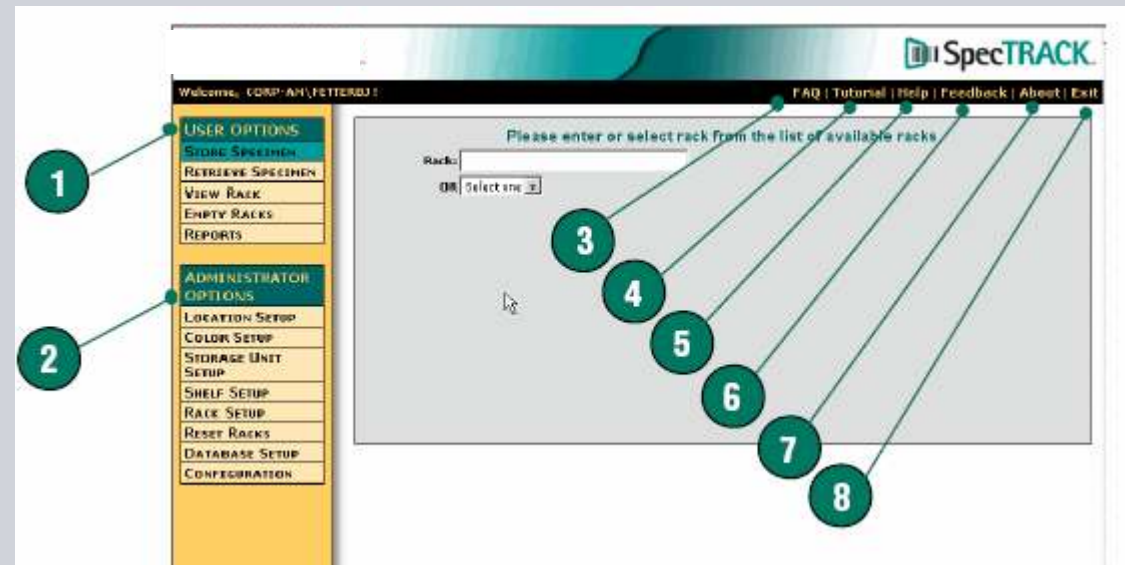 SpecTRACK
Welcome, CORP-AM\FETTERDJ!
FAQ | Tutorial | Help | Feedback | About | Exit
USER OPTIONS
STORE SPECIMEN
RETRIEVE SPECIMEN
VIEW RACK
EMPTY RACKS
REPORTS
ADMINISTRATOR
OPTIONS
LOCATION SETUP
COLOR SETUP
STORAGE UNIT
SETUP
SHELF SETUP
RACK SETUP
RESET RACKS
DATABASE SETUP
CONFIGURATION
Please enter or select rack from the list of available racks
Rack:
OR Select one
1
2
3
4
5
6
7
8